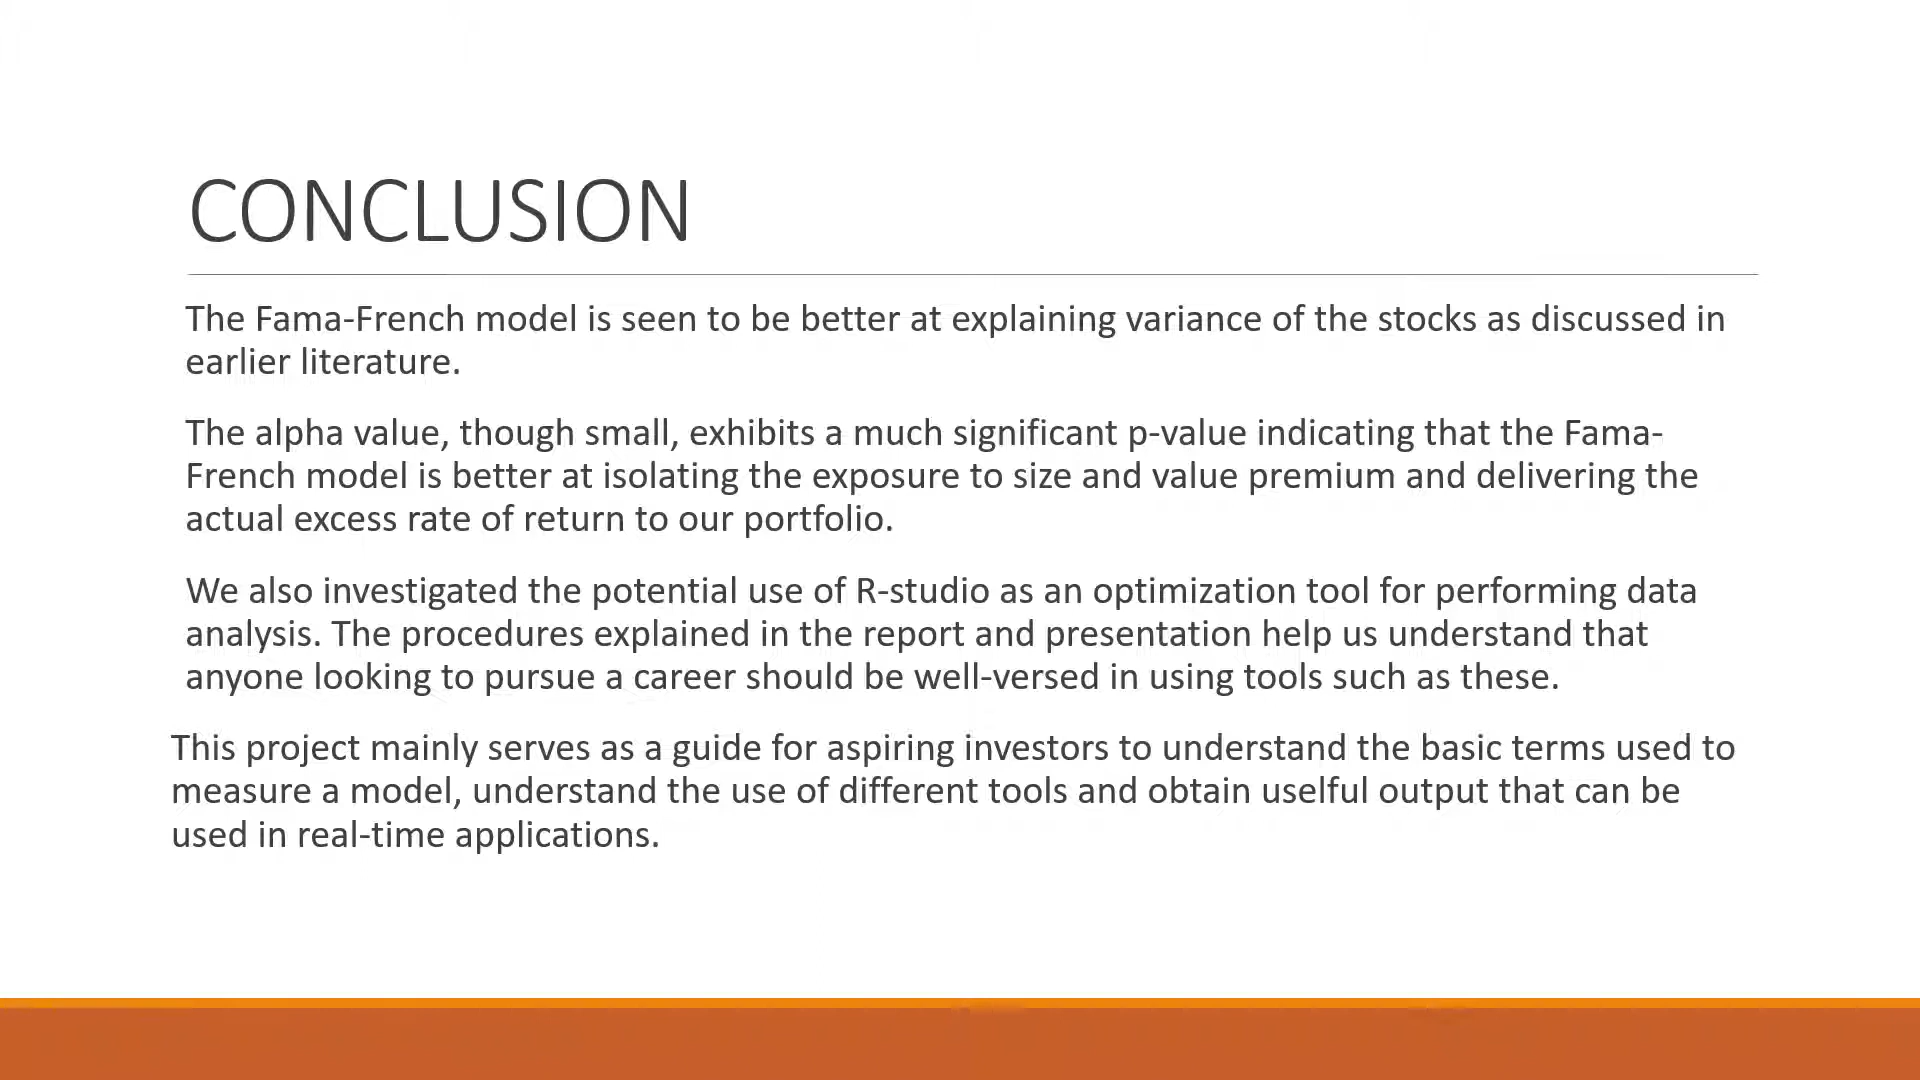 CONCLUSION
The Fama-French model is seen to be better at explaining variance of the stocks as discussed in
earlier literature.
The alpha value, though small, exhibits a much significant p-value indicating that the Fama-
French model is better at isolating the exposure to size and value premium and delivering the
actual excess rate of return to our portfolio.
We also investigated the potential use of R-studio as an optimization tool for performing data
analysis. The procedures explained in the report and presentation help us understand that
anyone looking to pursue a career should be well-versed in using tools such as these.
This project mainly serves as a guide for aspiring investors to understand the basic terms used to
measure a model, understand the use of different tools and obtain uselful output that can be
used in real-time applications.